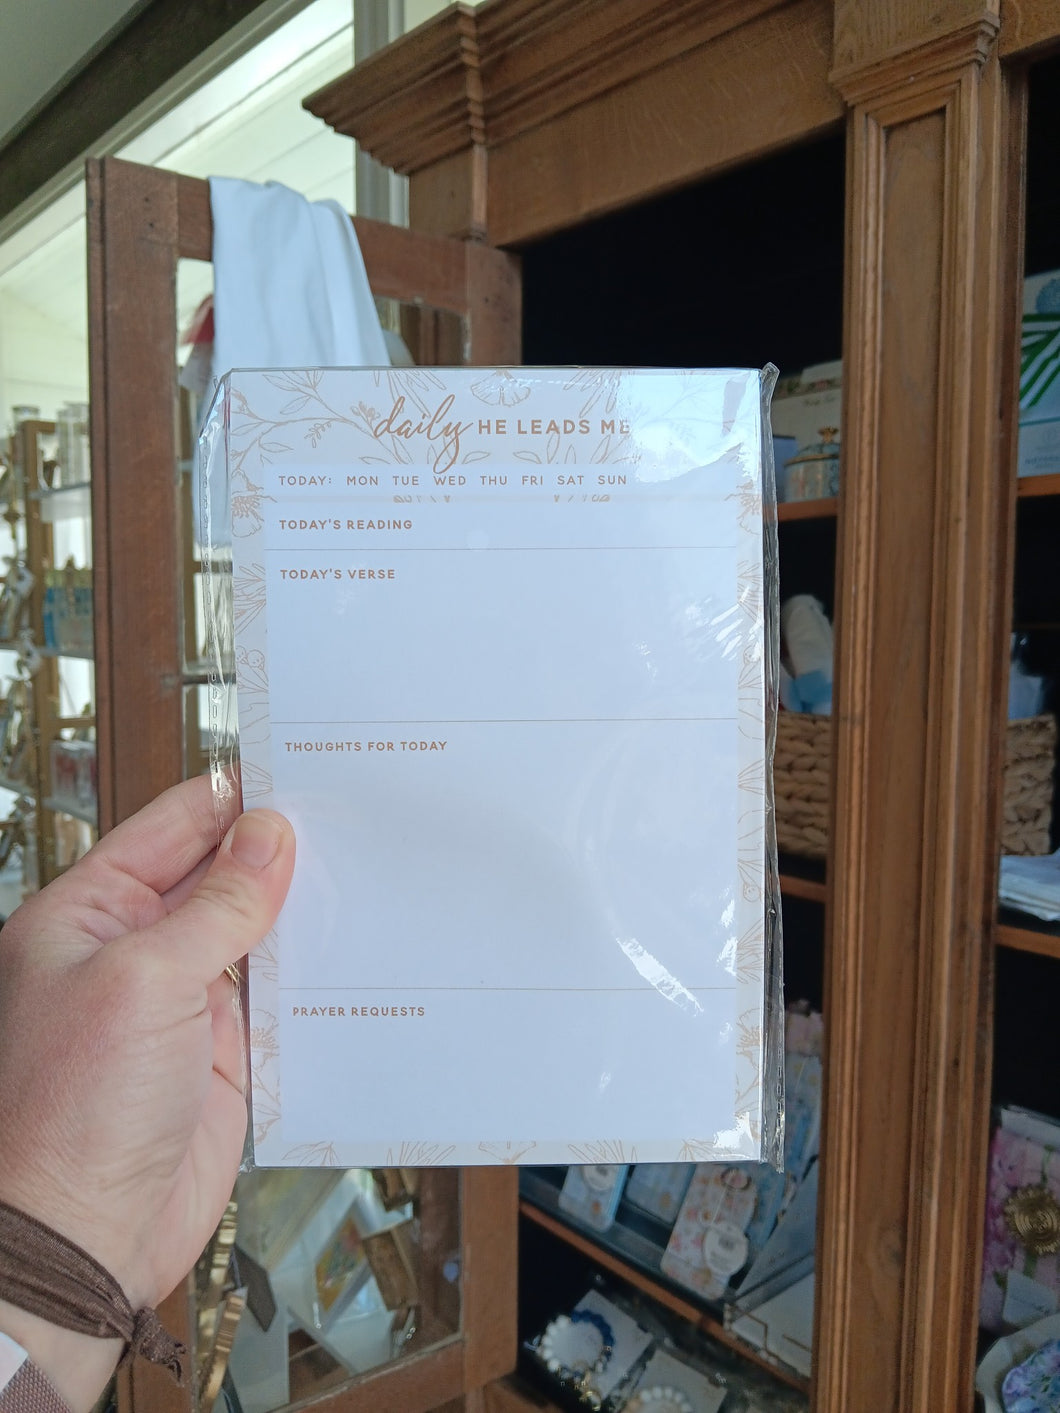 daily HE LEADS ME
TODAY: MON TUE WED THU FRI SAT SUN
TODAY'S READING
TODAY'S VERSE
THOUGHTS FOR TODAY
PRAYER REQUESTS